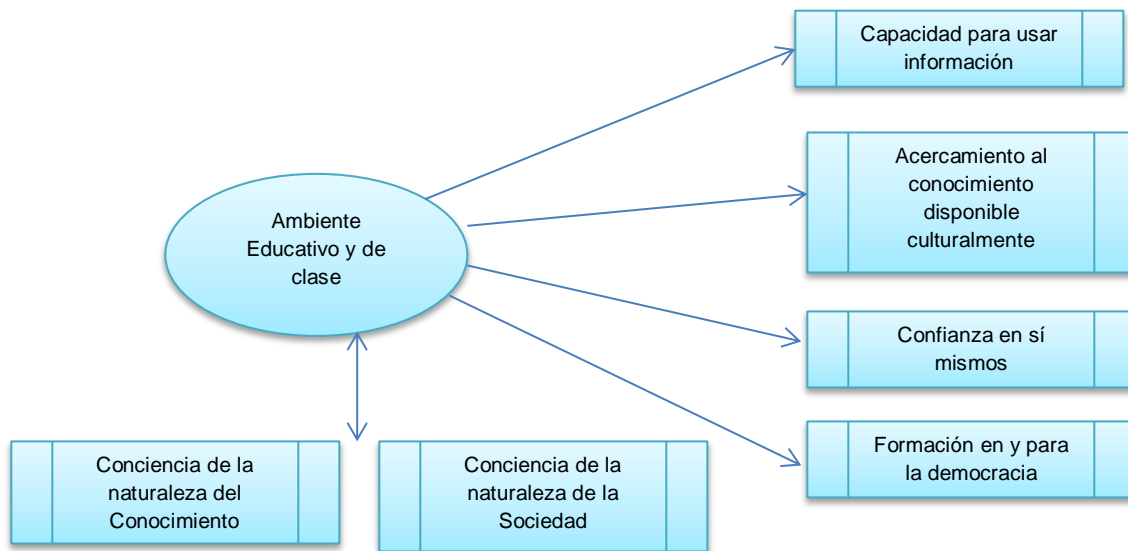 Capacidad para usar
información
Acercamiento al
conocimiento
disponible
culturalmente
Ambiente
Educativo y de
clase
Confianza en sí
mismos
Formación en y para
la democracia
Conciencia de la
naturaleza del
Conocimiento
Conciencia de la
naturaleza de la
Sociedad